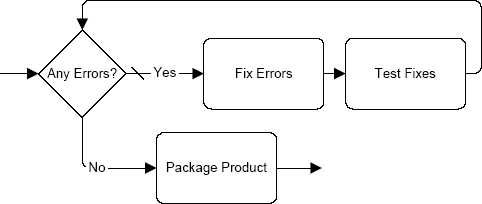 Any Errors?
Yes
Fix Errors
Test Fixes
No
Package Product